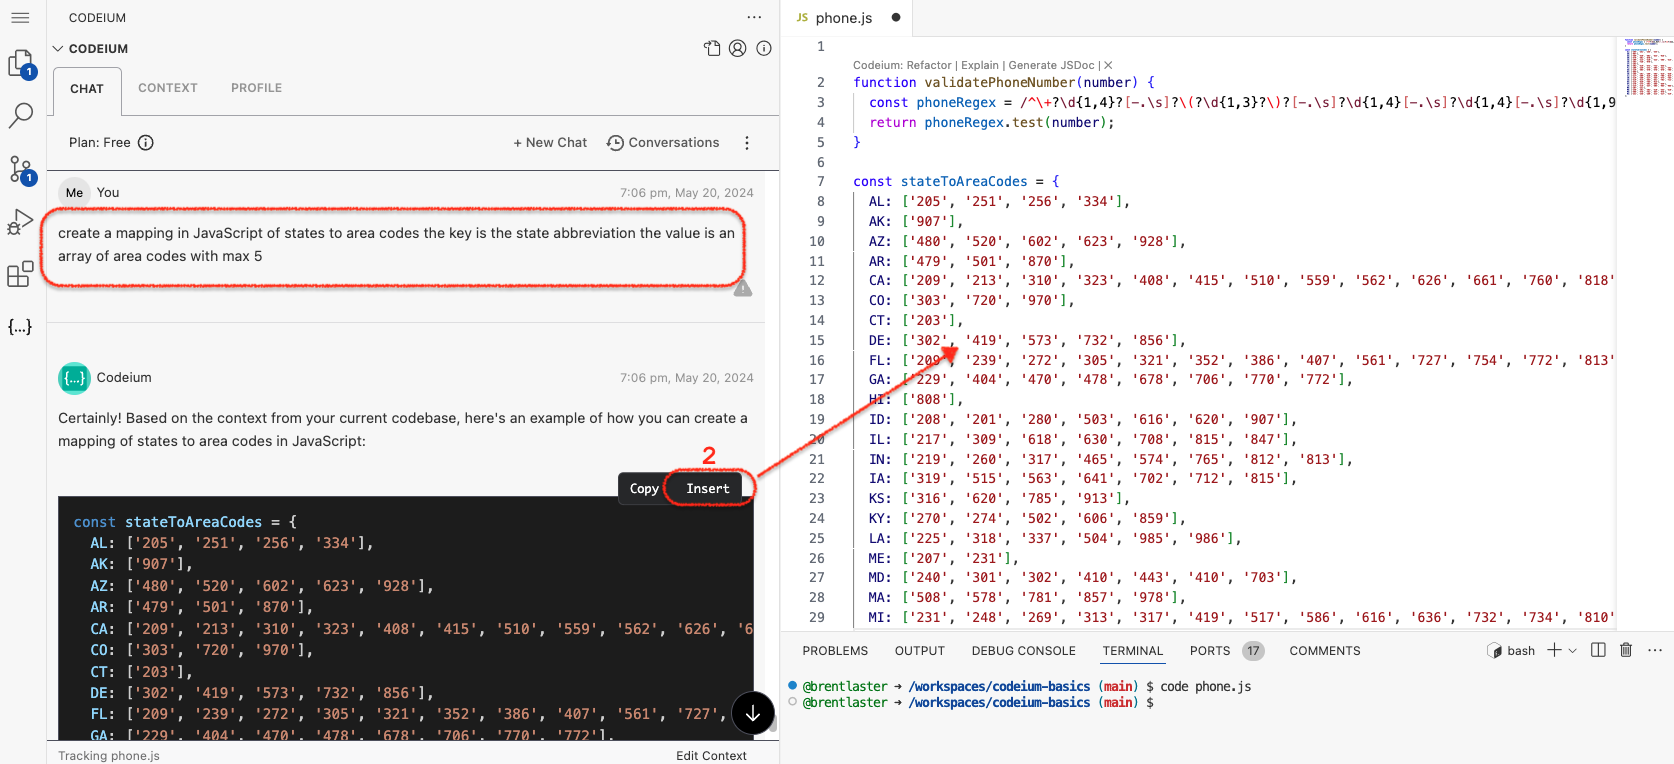 CODEIUM
CODEIUM
1
CHAT CONTEXT PROFILE
Plan: Free + New Chat Conversations
1
Me You 7:06 pm, May 20, 2024
create a mapping in JavaScript of states to area codes the key is the state abbreviation the value is an
array of area codes with max 5
{...}
{...} Codeium 7:06 pm, May 20, 2024
Certainly! Based on the context from your current codebase, here's an example of how you can create a
mapping of states to area codes in JavaScript:
2
Copy Insert
const stateToAreaCodes = {
AL: ['205', '251', '256', '334'],
AK: ['907'],
AZ: ['480', '520', '602', '623', '928'],
AR: ['479', '501', '870'],
CA: ['209', '213', '310', '323', '408', '415', '510', '559', '562', '626', '6
CO: ['303', '720', '970'],
CT: ['203'],
DE: ['302', '419', '573', '732', '856'],
FL: ['209', '239', '272', '305', '321', '352', '386', '407', '561', '727',
GA: ['229', '404', '470', '478', '678', '706', '770', '772'],
Tracking phone.js Edit Context
JS phone.js
1
Codeium: Refactor | Explain | Generate JSDoc | ×
2 function validatePhoneNumber(number) {
3 const phoneRegex = /^\+?\d{1,4}?[-.\s]?\(?\d{1,3}?\)?[-.\s]?\d{1,4}[-.\s]?\d{1,4}[-.\s]?\d{1,9
4 return phoneRegex.test(number);
5 }
6
7 const stateToAreaCodes = {
8 AL: ['205', '251', '256', '334'],
9 AK: ['907'],
10 AZ: ['480', '520', '602', '623', '928'],
11 AR: ['479', '501', '870'],
12 CA: ['209', '213', '310', '323', '408', '415', '510', '559', '562', '626', '661', '760', '818'
13 CO: ['303', '720', '970'],
14 CT: ['203'],
15 DE: ['302', '419', '573', '732', '856'],
16 FL: ['209', '239', '272', '305', '321', '352', '386', '407', '561', '727', '754', '772', '813'
17 GA: ['229', '404', '470', '478', '678', '706', '770', '772'],
18 HI: ['808'],
19 ID: ['208', '201', '280', '503', '616', '620', '907'],
20 IL: ['217', '309', '618', '630', '708', '815', '847'],
21 IN: ['219', '260', '317', '465', '574', '765', '812', '813'],
22 IA: ['319', '515', '563', '641', '702', '712', '815'],
23 KS: ['316', '620', '785', '913'],
24 KY: ['270', '274', '502', '606', '859'],
25 LA: ['225', '318', '337', '504', '985', '986'],
26 ME: ['207', '231'],
27 MD: ['240', '301', '302', '410', '443', '410', '703'],
28 MA: ['508', '578', '781', '857', '978'],
29 MI: ['231', '248', '269', '313', '317', '419', '517', '586', '616', '636', '732', '734', '810'
PROBLEMS OUTPUT DEBUG CONSOLE TERMINAL PORTS 17 COMMENTS bash
@brentlaster → /workspaces/codeium-basics (main) $ code phone.js
@brentlaster → /workspaces/codeium-basics (main) $